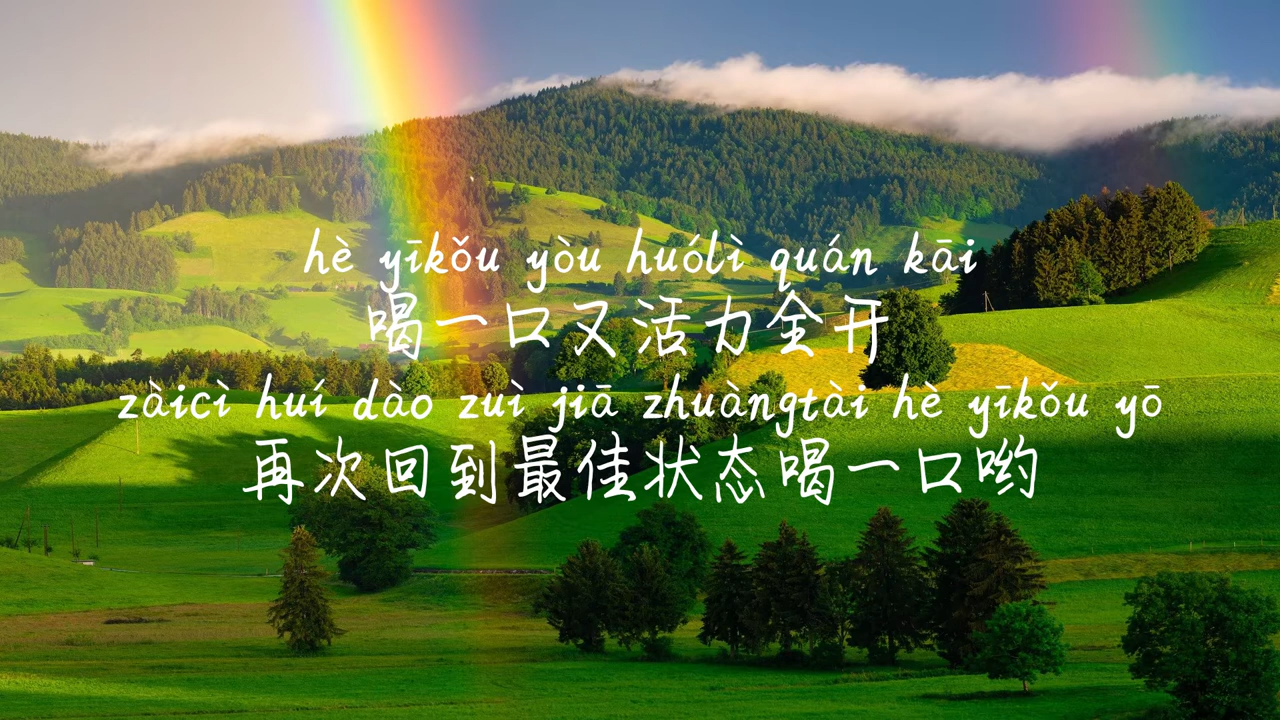 hè yīkǒu yòu huólì quán kāi
喝一口又活力全开
zàicì huí dào zuì jiā zhuàngtài hè yīkǒu yō
再次回到最佳状态喝一口哟